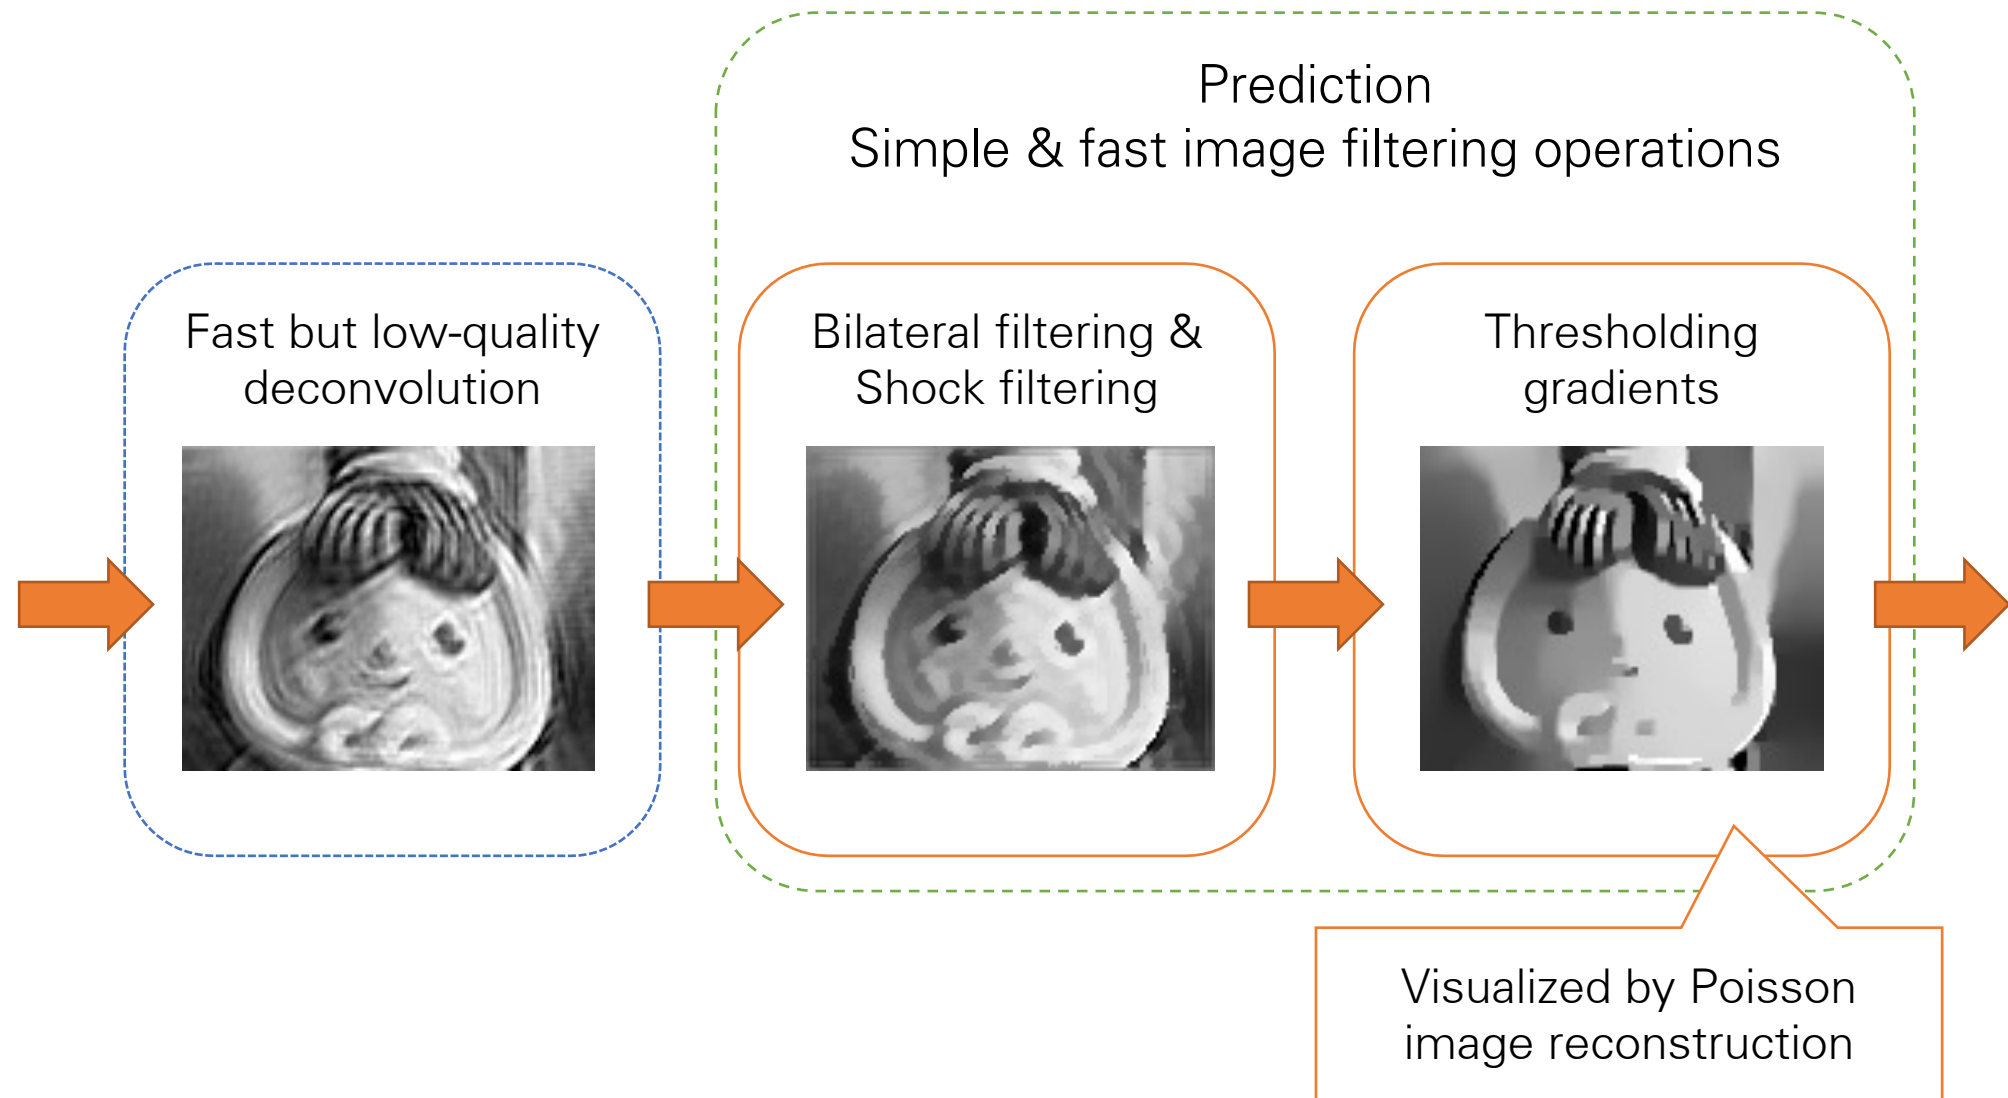 Prediction
Simple & fast image filtering operations
Fast but low-quality
deconvolution
Bilateral filtering &
Shock filtering
Thresholding
gradients
Visualized by Poisson
image reconstruction